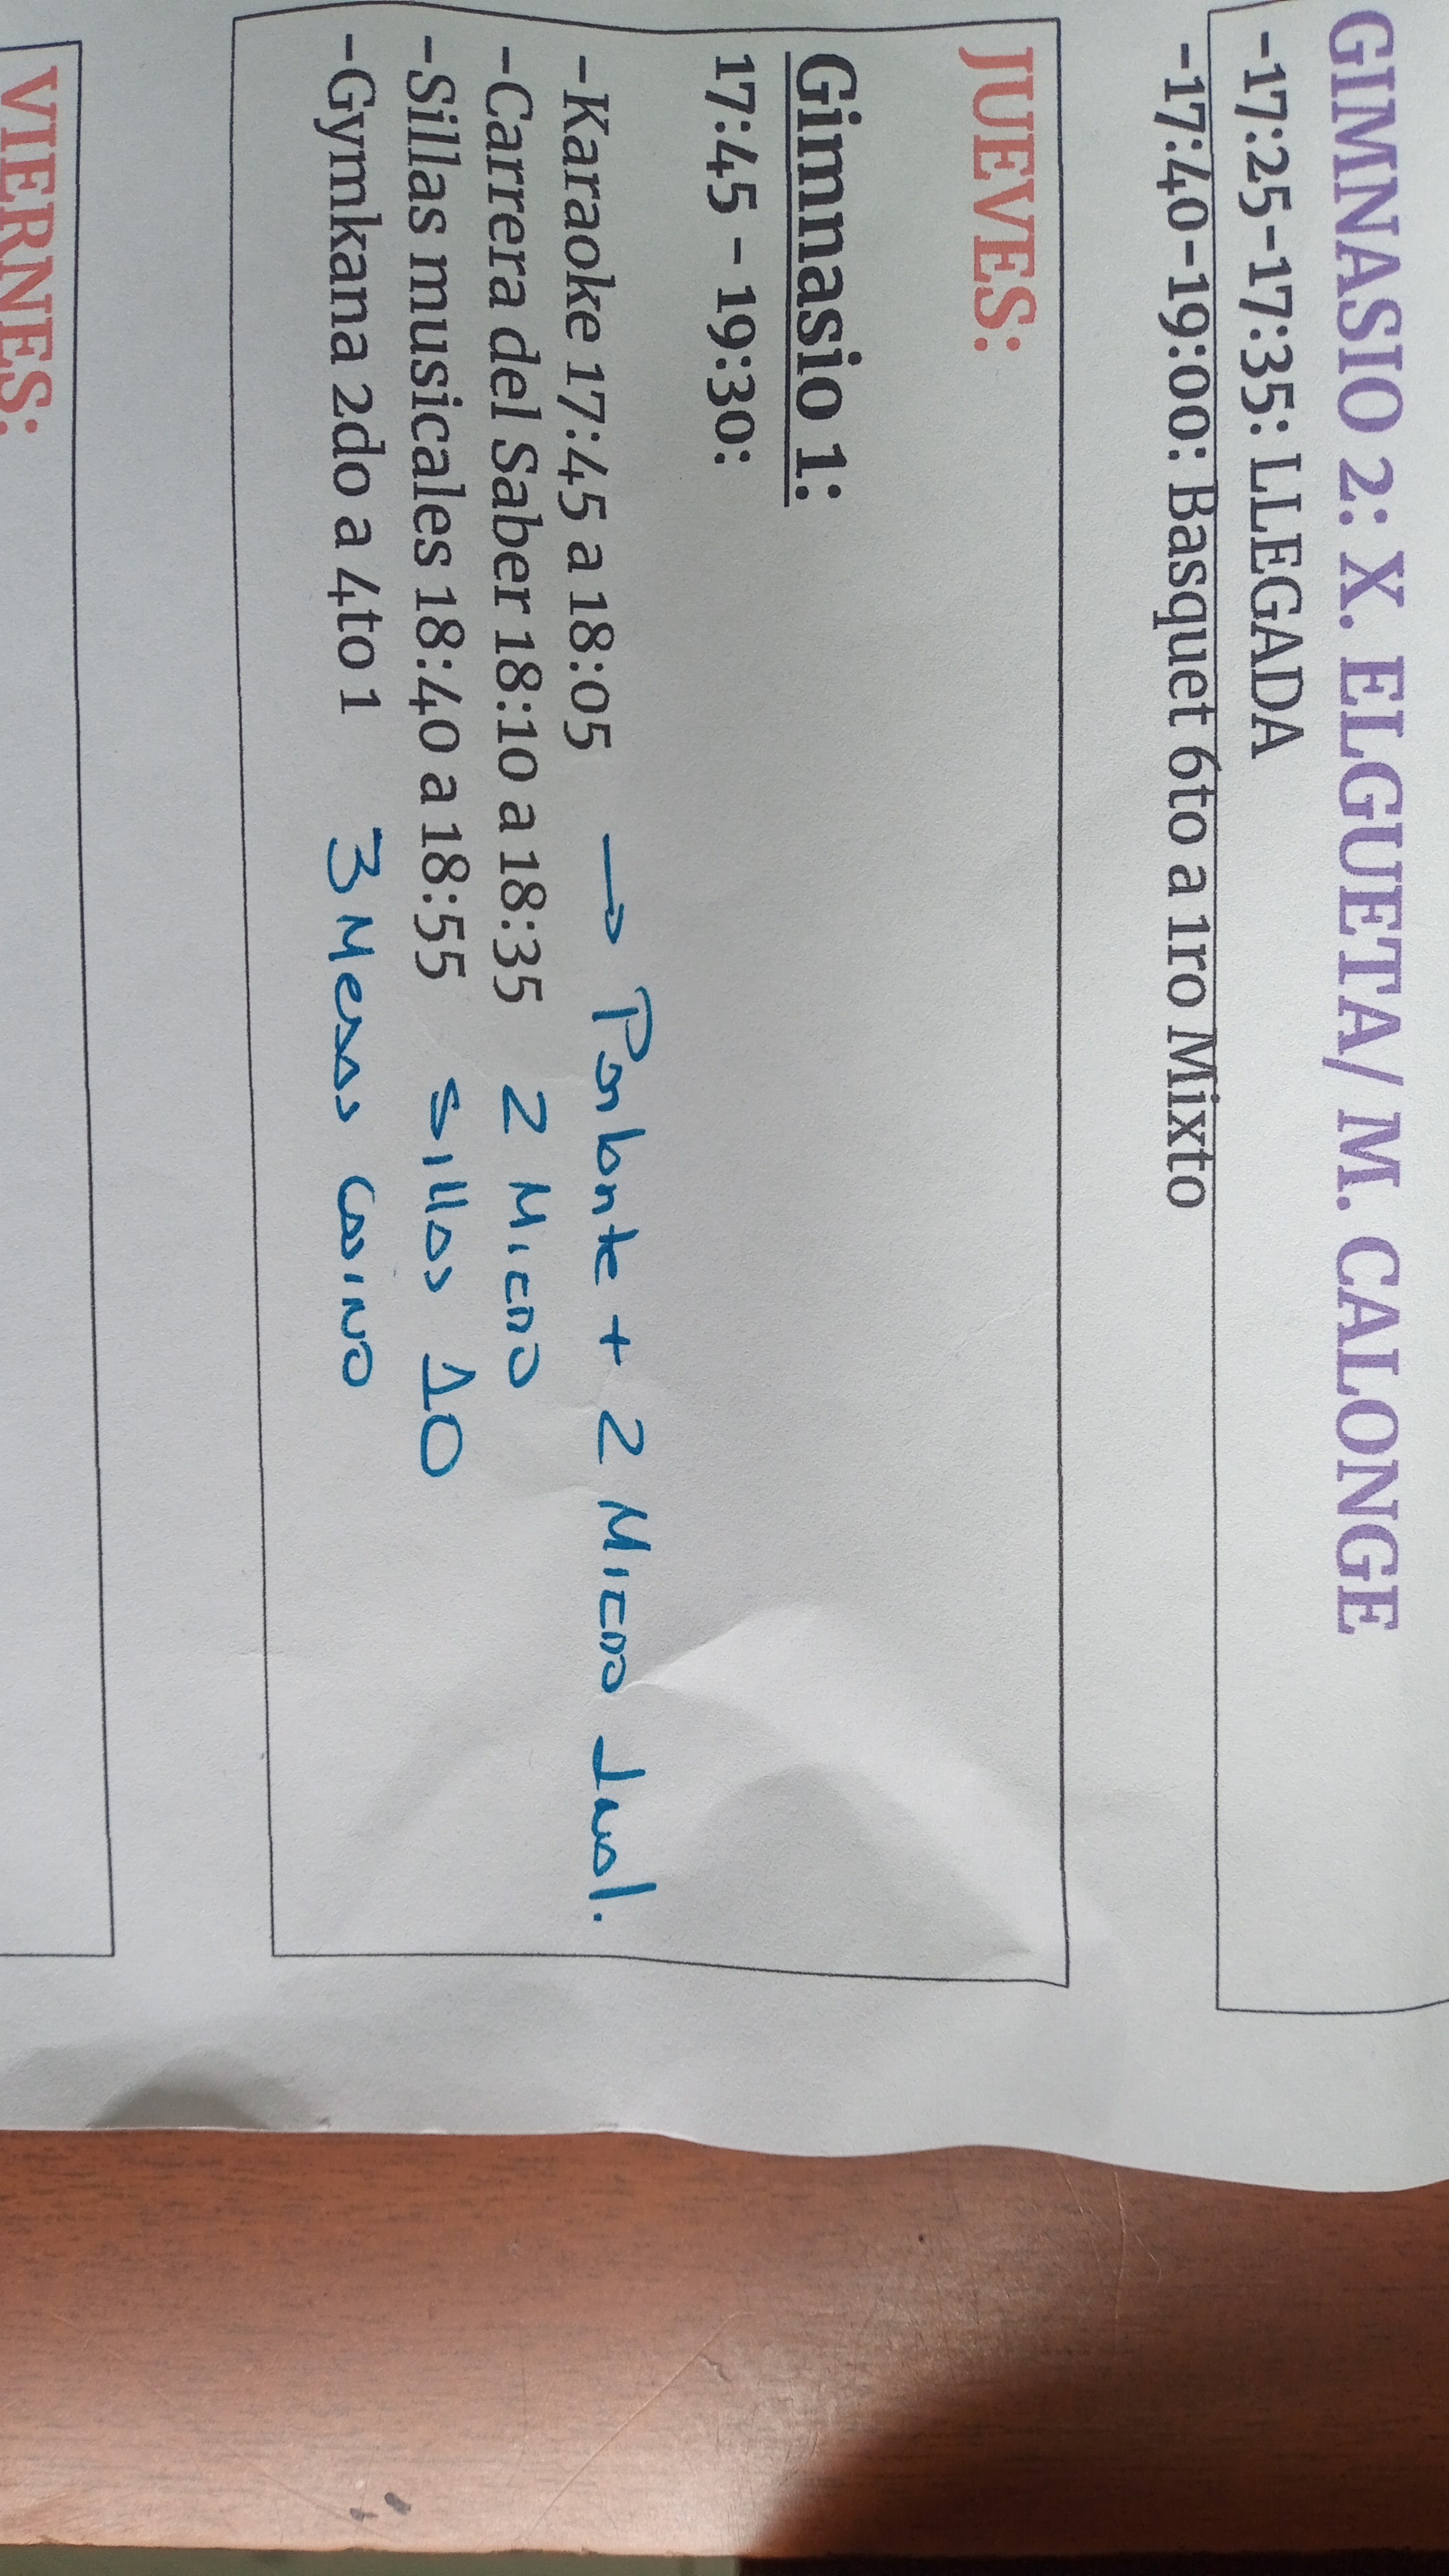 GIMNASIO 2: X. ELGUETA/ M. CALONGE
-17:25-17:35: LLEGADA
-17:40-19:00: Basquet 6to a 1ro Mixto
JUEVES:
Gimnasio 1:
17:45 - 19:30:
-Karaoke 17:45 a 18:05 → Parlante + 2 Micro Inal.
-Carrera del Saber 18:10 a 18:35 2 Micro
-Sillas musicales 18:40 a 18:55 Sillas 10
-Gymkana 2do a 4to 1 3 Mesas Casino
VIERNES: